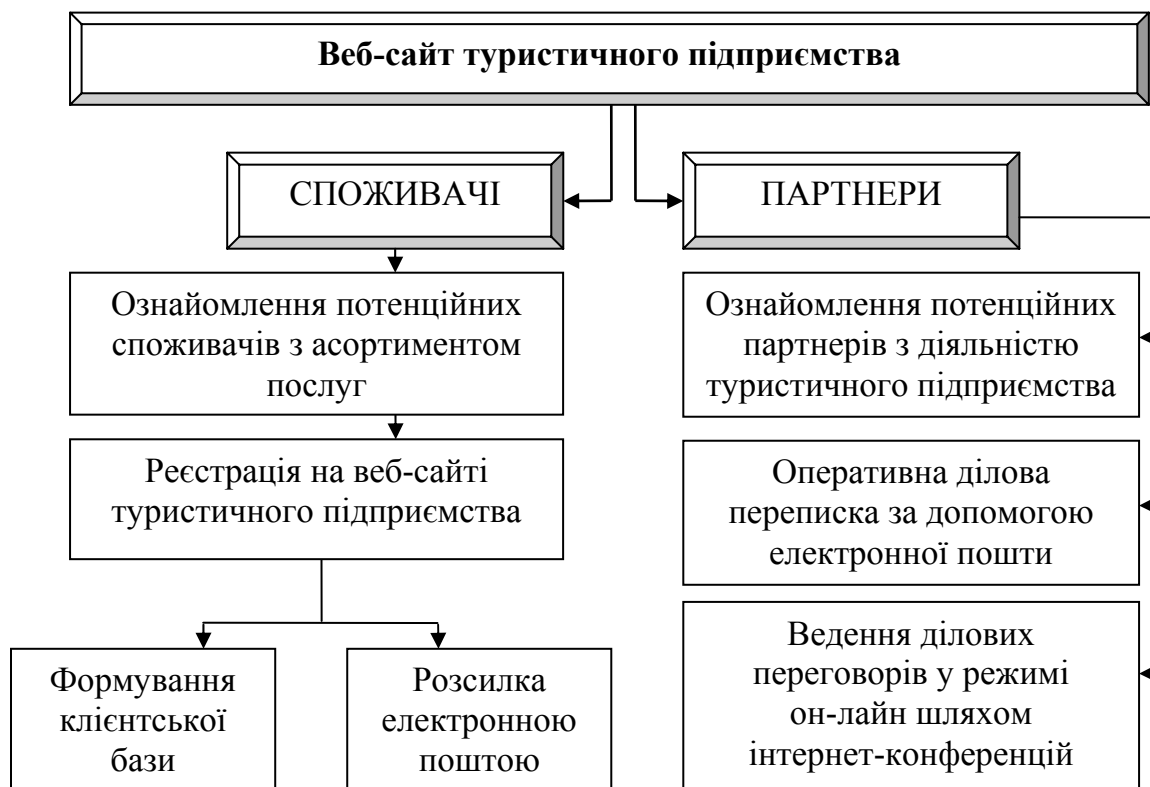 Веб-сайт туристичного підприємства
СПОЖИВАЧІ
ПАРТНЕРИ
Ознайомлення потенційних
споживачів з асортиментом
послуг
Реєстрація на веб-сайті
туристичного підприємства
Формування
клієнтської
бази
Розсилка
електронною
поштою
Ознайомлення потенційних
партнерів з діяльністю
туристичного підприємства
Оперативна ділова
переписка за допомогою
електронної пошти
Ведення ділових
переговорів у режимі
он-лайн шляхом
інтернет-конференцій